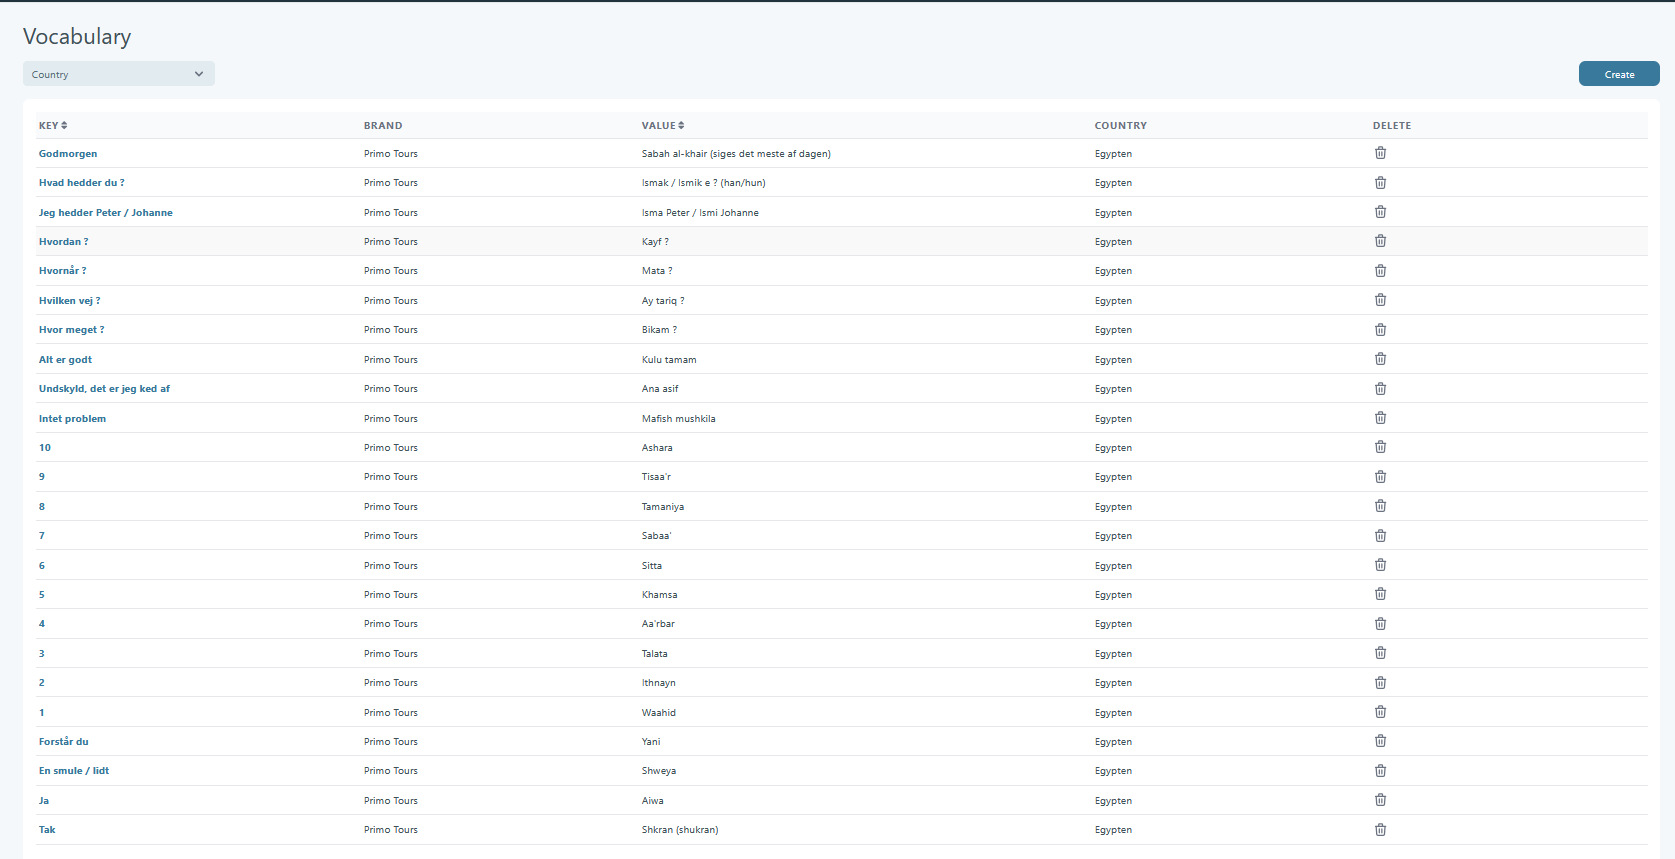 Vocabulary
Country
Create
KEY BRAND VALUE COUNTRY DELETE
Godmorgen Primo Tours Sabah al-khair (siges det meste af dagen) Egypten
Hvad hedder du ? Primo Tours Ismak / Ismik e ? (han/hun) Egypten
Jeg hedder Peter / Johanne Primo Tours Isma Peter / Ismi Johanne Egypten
Hvordan ? Primo Tours Kayf ? Egypten
Hvornår ? Primo Tours Mata ? Egypten
Hvilken vej ? Primo Tours Ay tariq ? Egypten
Hvor meget ? Primo Tours Bikam ? Egypten
Alt er godt Primo Tours Kulu tamam Egypten
Undskyld, det er jeg ked af Primo Tours Ana asif Egypten
Intet problem Primo Tours Mafish mushkila Egypten
10 Primo Tours Ashara Egypten
9 Primo Tours Tisaa'r Egypten
8 Primo Tours Tamaniya Egypten
7 Primo Tours Sabaa' Egypten
6 Primo Tours Sitta Egypten
5 Primo Tours Khamsa Egypten
4 Primo Tours Aa'rbar Egypten
3 Primo Tours Talata Egypten
2 Primo Tours Ithnayn Egypten
1 Primo Tours Waahid Egypten
Forstår du Primo Tours Yani Egypten
En smule / lidt Primo Tours Shweya Egypten
Ja Primo Tours Aiwa Egypten
Tak Primo Tours Shkran (shukran) Egypten